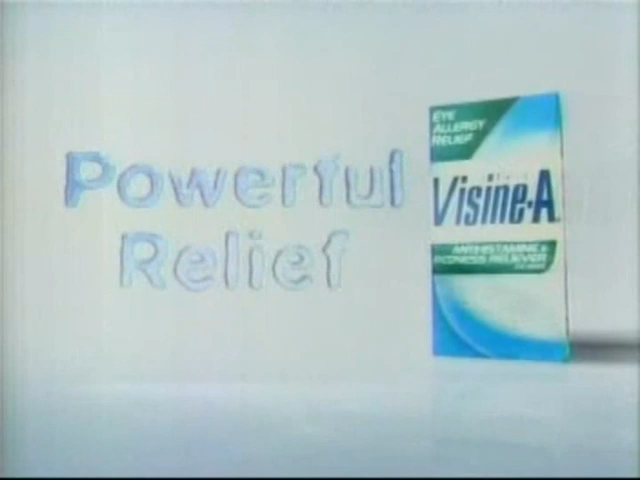 Powerful
Relief
EYE
ALLERGY
RELIEF
Visine-A
ANTIHISTAMINE &
REDNESS RELIEVER